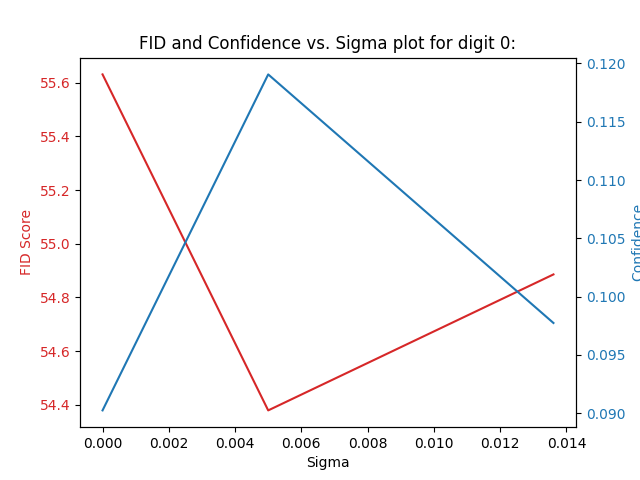 FID and Confidence vs. Sigma plot for digit 0:
55.6
55.4
55.2
55.0
54.8
54.6
54.4
FID Score
0.120
0.115
0.110
0.105
0.100
0.095
0.090
Confidence
0.000 0.002 0.004 0.006 0.008 0.010 0.012 0.014
Sigma